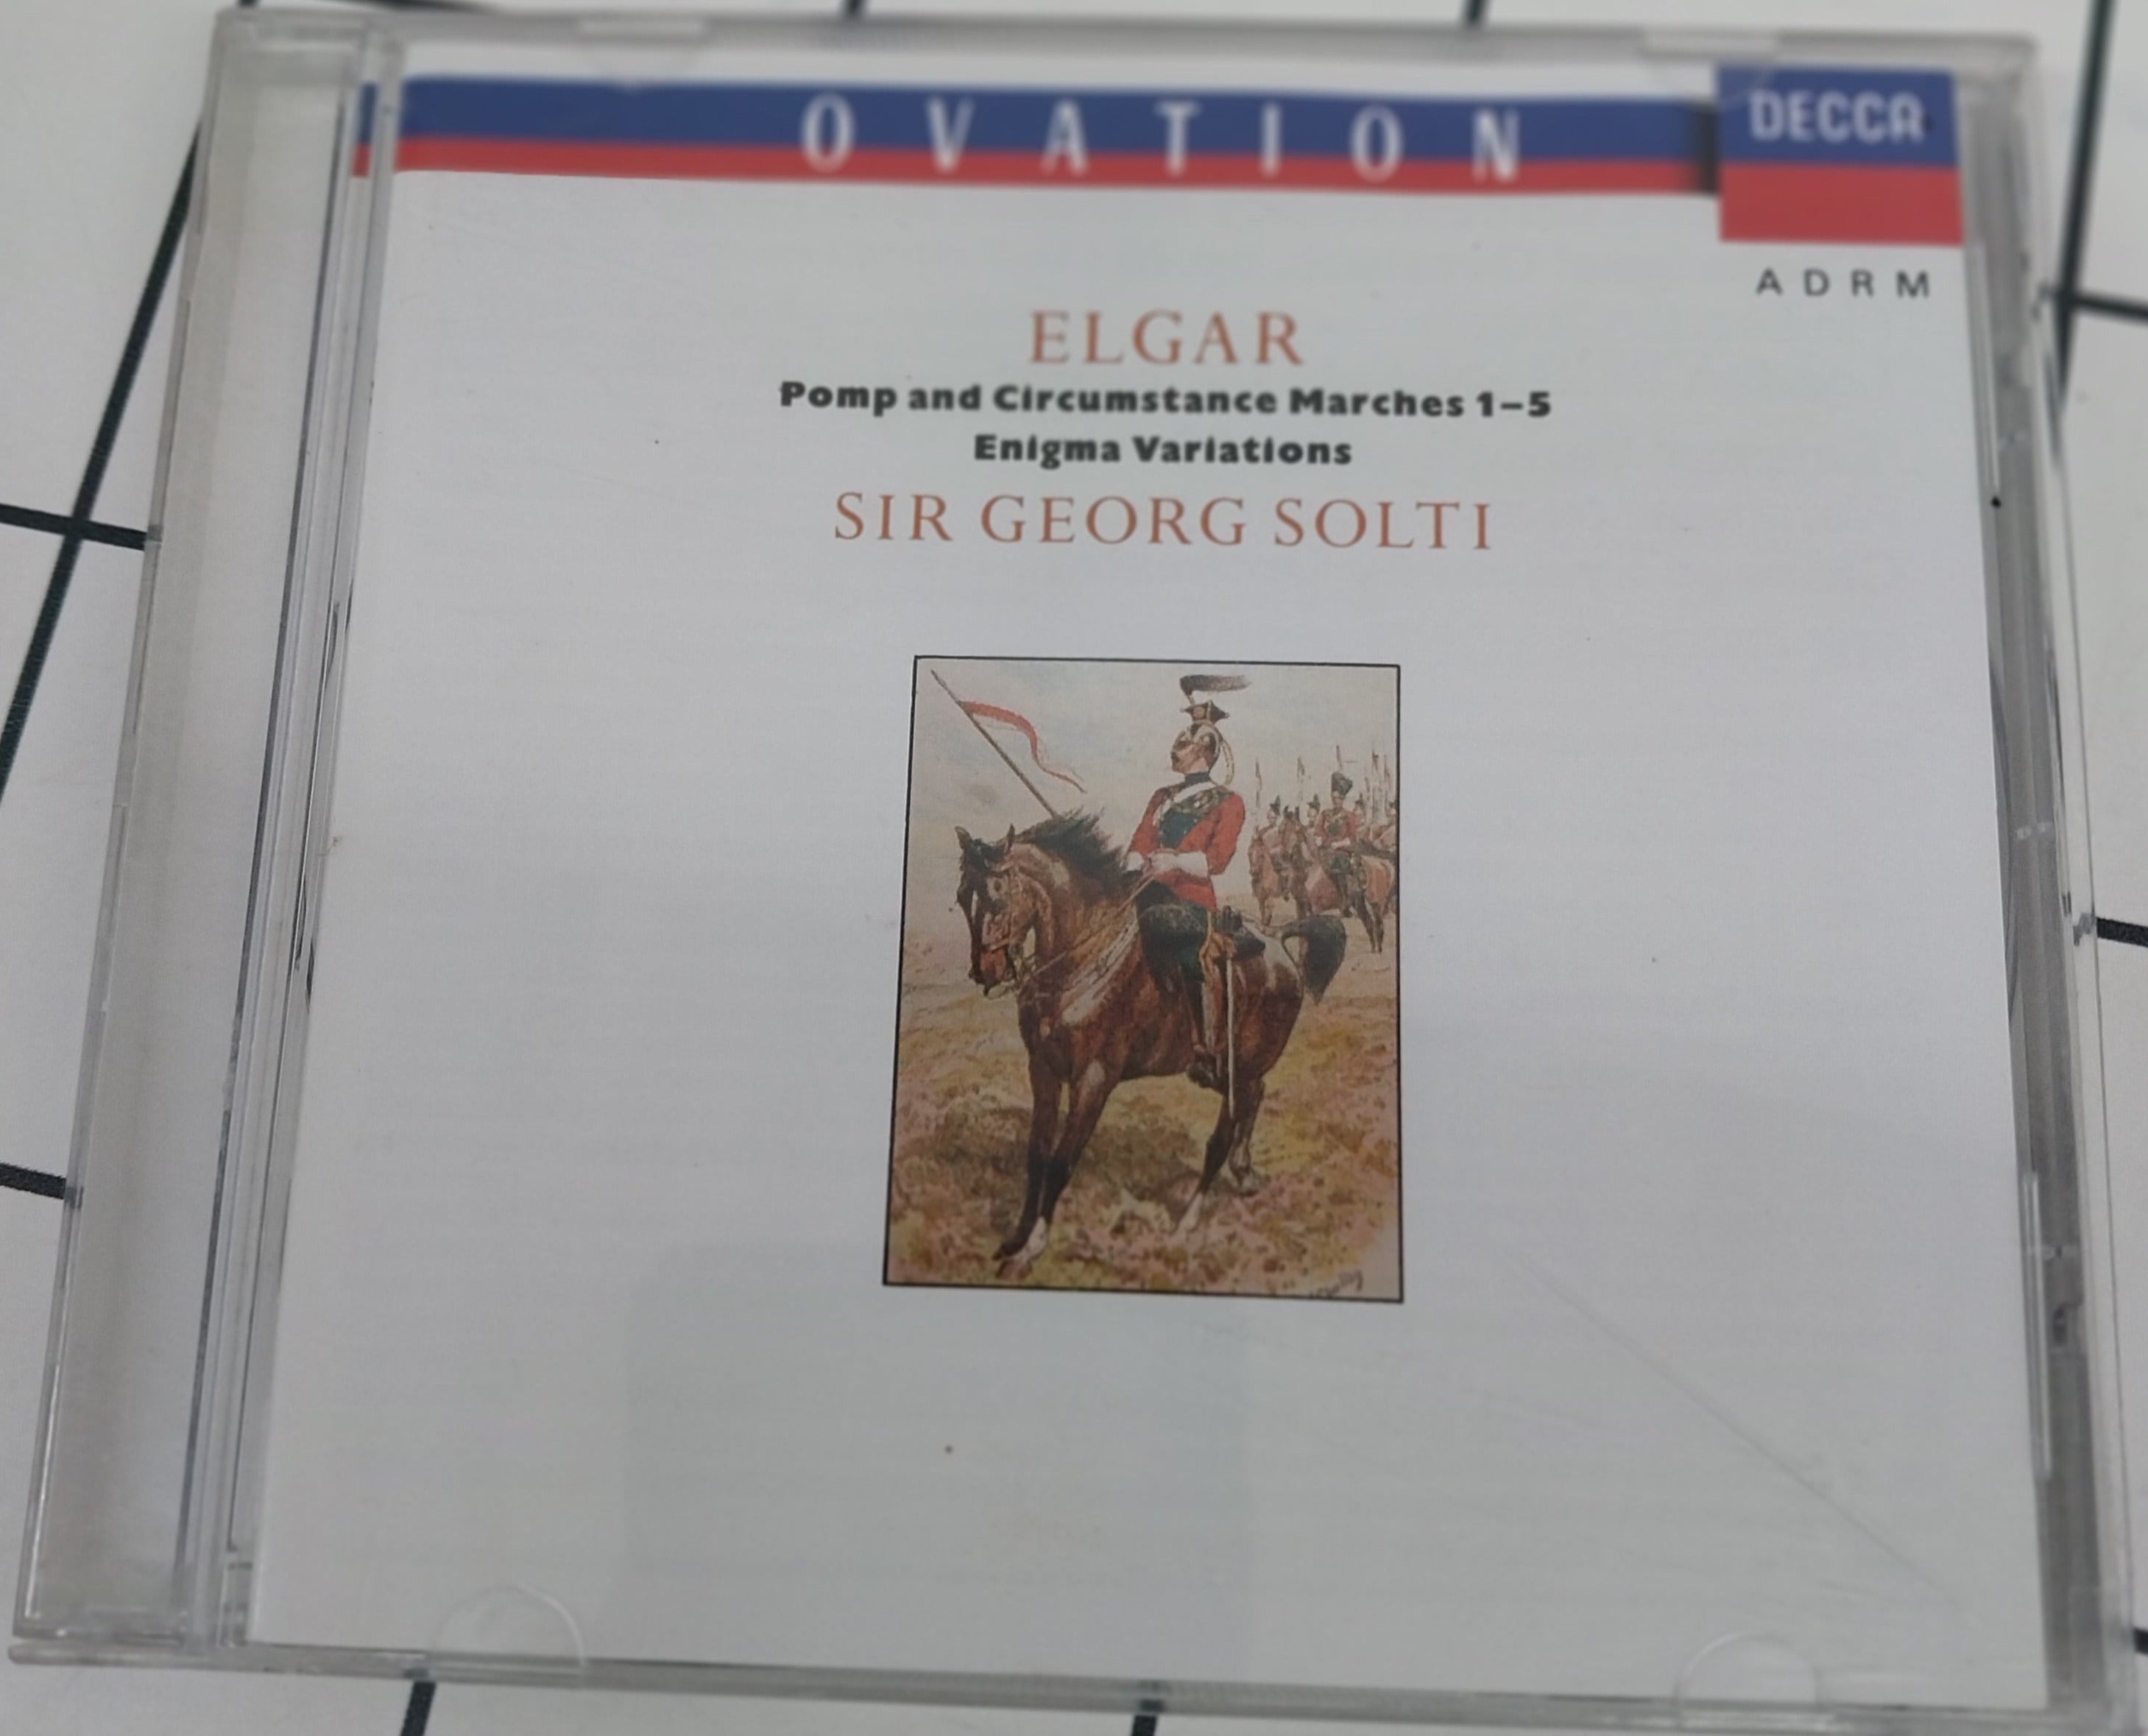 OVATION
DECCA
ADRM
ELGAR
Pomp and Circumstance Marches 1–5
Enigma Variations
SIR GEORG SOLTI